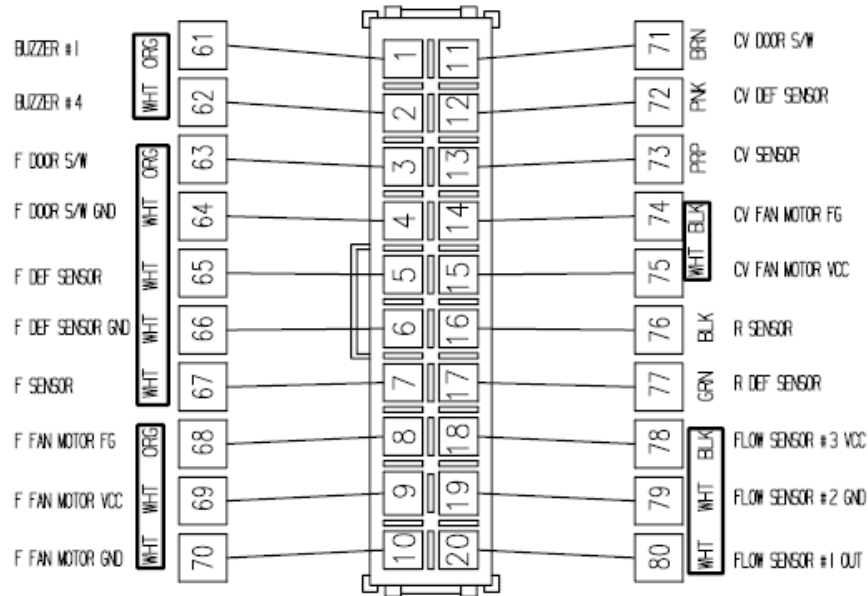 BUZZER #1 ORG 61 1 11 71 BRN CV DOOR S/W
BUZZER #4 WHT 62 2 12 72 PNK CV DEF SENSOR
F DOOR S/W ORG 63 3 13 73 PRP CV SENSOR
F DOOR S/W GND WHT 64 4 14 74 BLK CV FAN MOTOR FG
F DEF SENSOR WHT 65 5 15 75 WHT CV FAN MOTOR VCC
F DEF SENSOR GND WHT 66 6 16 76 BLK R SENSOR
F SENSOR WHT 67 7 17 77 GRN R DEF SENSOR
F FAN MOTOR FG ORG 68 8 18 78 BLK FLOW SENSOR #3 VCC
F FAN MOTOR VCC WHT 69 9 19 79 WHT FLOW SENSOR #2 GND
F FAN MOTOR GND WHT 70 10 20 80 WHT FLOW SENSOR #1 OUT